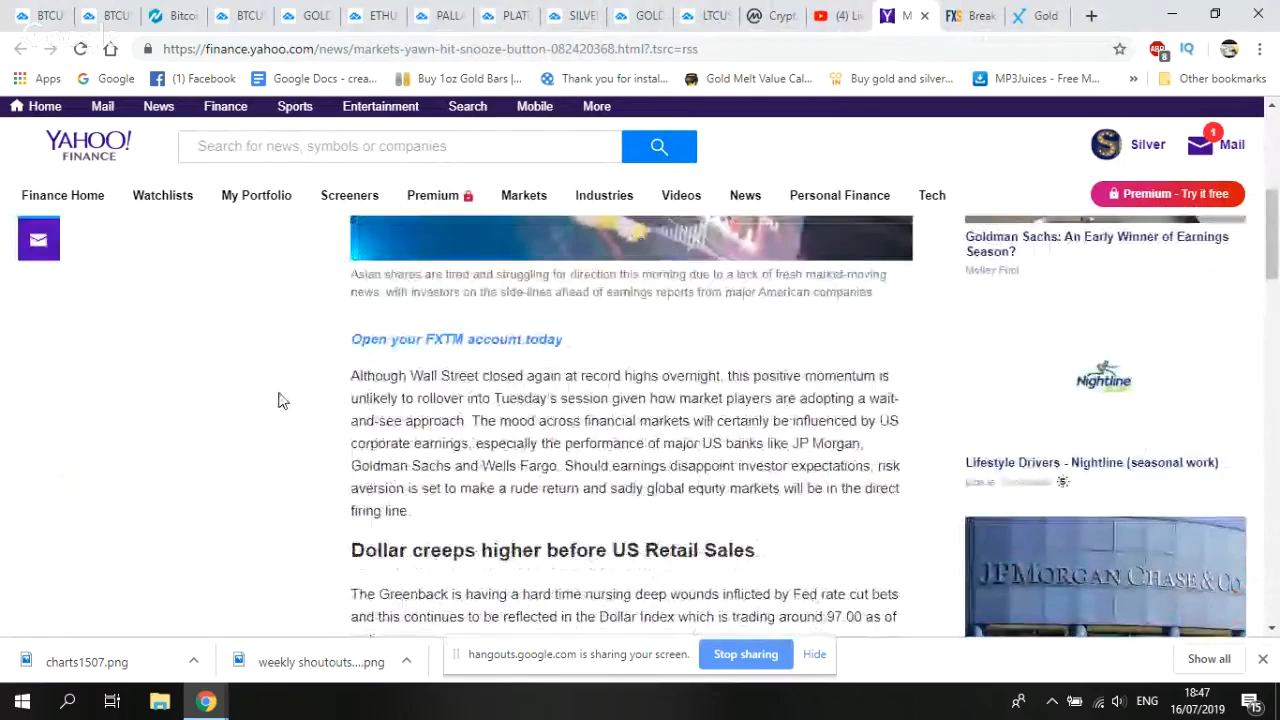 BTCU
BTCU
Bitcoi
BTCU
GOLD
ETHU
PALLA
PLATI
SILVER
GOLD
LTCUS
Crypt
(4) Li
M
Break
Gold
https://finance.yahoo.com/news/markets-yawn-hit-snooze-button-082420368.html?.tsrc=rss
Apps
Google
(1) Facebook
Google Docs - crea...
Buy 1oz Gold Bars |...
Thank you for instal...
Gold Melt Value Cal...
Buy gold and silver...
MP3Juices - Free M...
»
Other bookmarks
Home
Mail
News
Finance
Sports
Entertainment
Search
Mobile
More
YAHOO!
FINANCE
Search for news, symbols or companies
Silver
1
Mail
Finance Home
Watchlists
My Portfolio
Screeners
Premium
Markets
Industries
Videos
News
Personal Finance
Tech
Premium - Try it free
Asian shares are tired and struggling for direction this morning due to a lack of fresh market-moving
news with investors on the side-lines ahead of earnings reports from major American companies
Open your FXTM account today
Although Wall Street closed again at record highs overnight, this positive momentum is
unlikely to rollover into Tuesday's session given how market players are adopting a wait-
and-see approach. The mood across financial markets will certainly be influenced by US
corporate earnings, especially the performance of major US banks like JP Morgan,
Goldman Sachs and Wells Fargo. Should earnings disappoint investor expectations, risk
aversion is set to make a rude return and sadly global equity markets will be in the direct
firing line.
Dollar creeps higher before US Retail Sales
The Greenback is having a hard time nursing deep wounds inflicted by Fed rate cut bets
and this continues to be reflected in the Dollar Index which is trading around 97.00 as of
Goldman Sachs: An Early Winner of Earnings
Season?
Motley Fool
Nightline
Lifestyle Drivers - Nightline (seasonal work)
JPMORGAN CHASE & CO.
charts1507.png
weekly shoutouts....png
hangouts.google.com is sharing your screen.
Stop sharing
Hide
Show all
ENG
18:47
16/07/2019
15